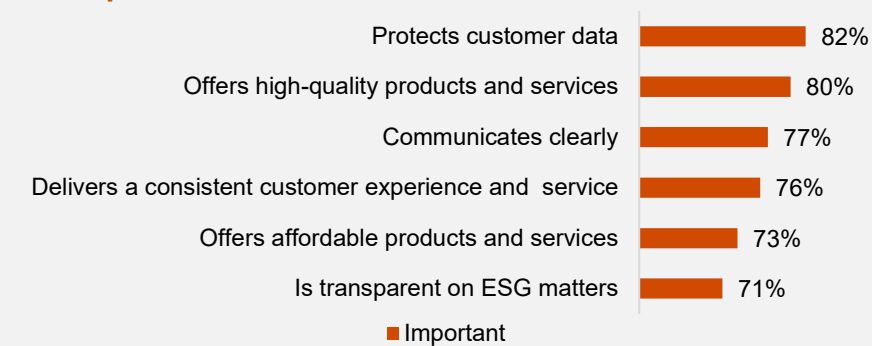 Protects customer data 82%
Offers high-quality products and services 80%
Communicates clearly 77%
Delivers a consistent customer experience and service 76%
Offers affordable products and services 73%
Is transparent on ESG matters 71%
Important